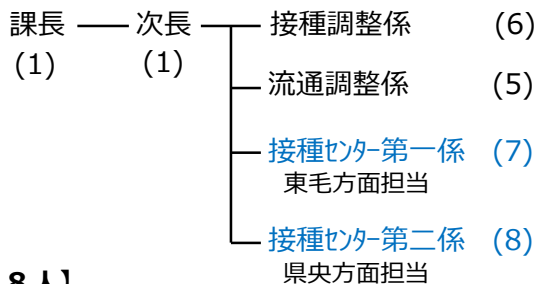 課長 次長 接種調整係 (6)
(1) (1)
流通調整係 (5)
接種ｾﾝﾀｰ第一係 (7)
東毛方面担当
接種ｾﾝﾀｰ第二係 (8)
県央方面担当
8人】